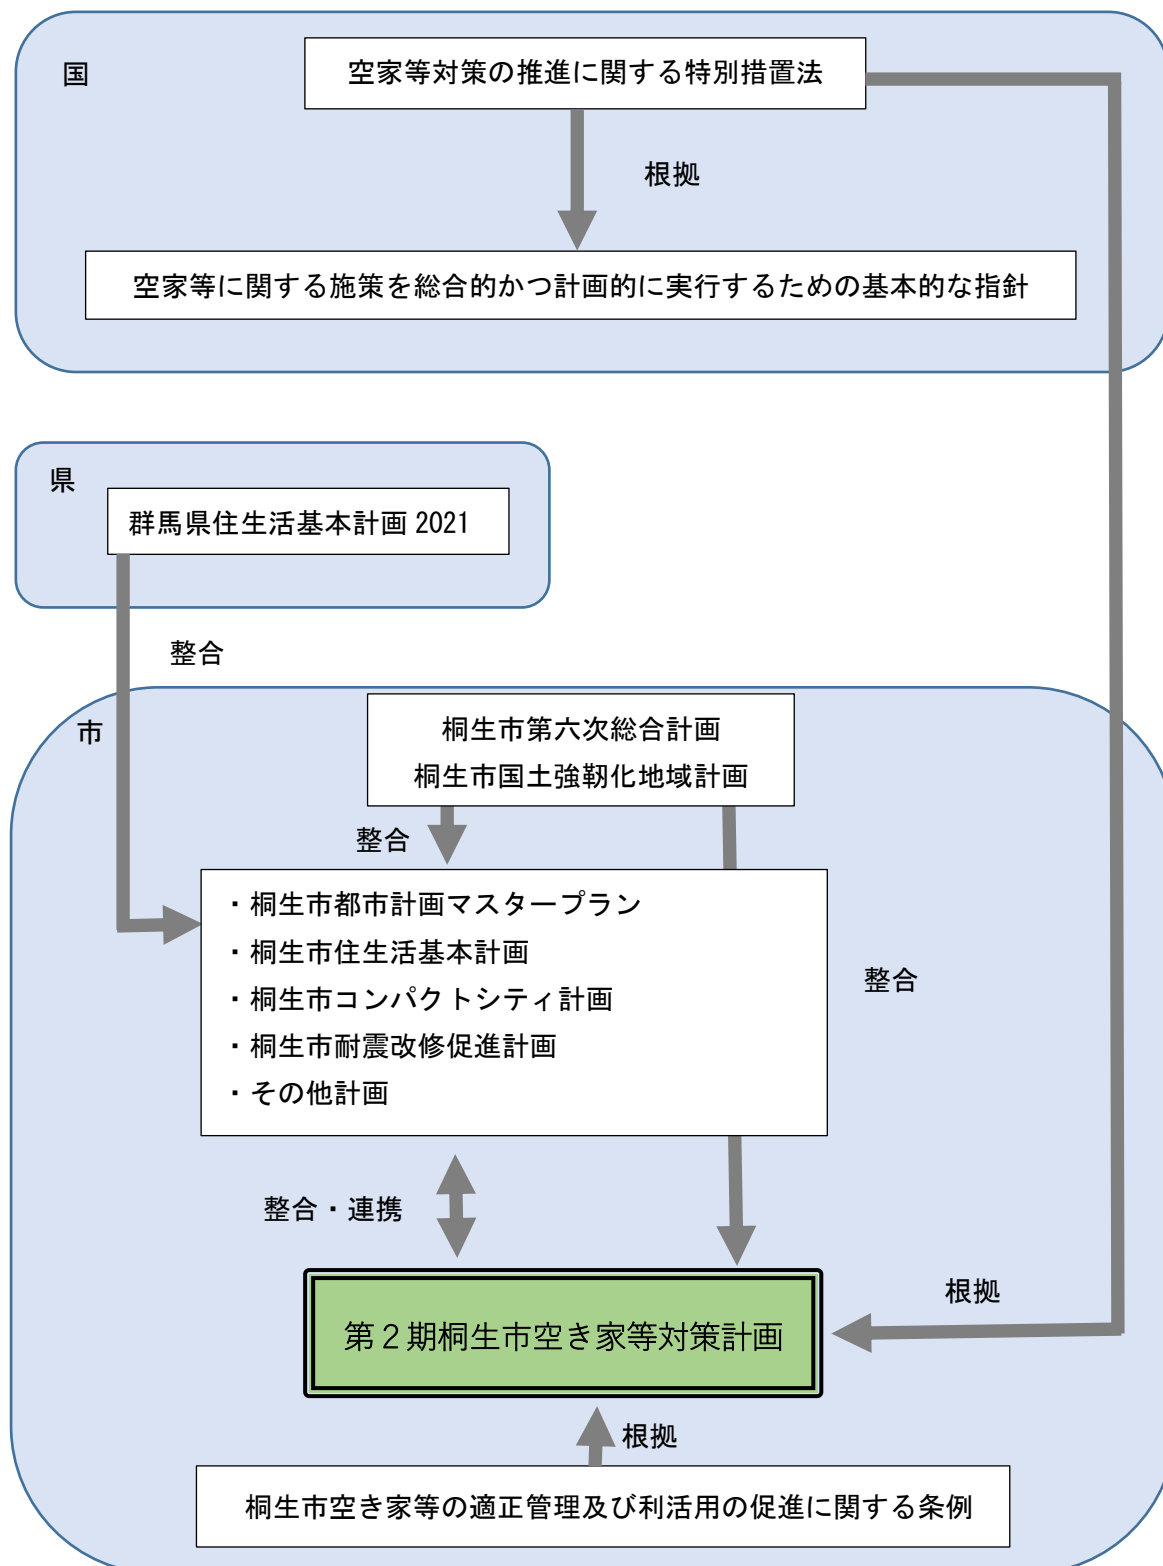 国
空家等対策の推進に関する特別措置法
根拠
空家等に関する施策を総合的かつ計画的に実行するための基本的な指針
県
群馬県住生活基本計画 2021
整合
市
桐生市第六次総合計画
桐生市国土強靭化地域計画
整合
・桐生市都市計画マスタープラン
・桐生市住生活基本計画
・桐生市コンパクトシティ計画
・桐生市耐震改修促進計画
・その他計画
整合
整合・連携
根拠
第２期桐生市空き家等対策計画
根拠
桐生市空き家等の適正管理及び利活用の促進に関する条例